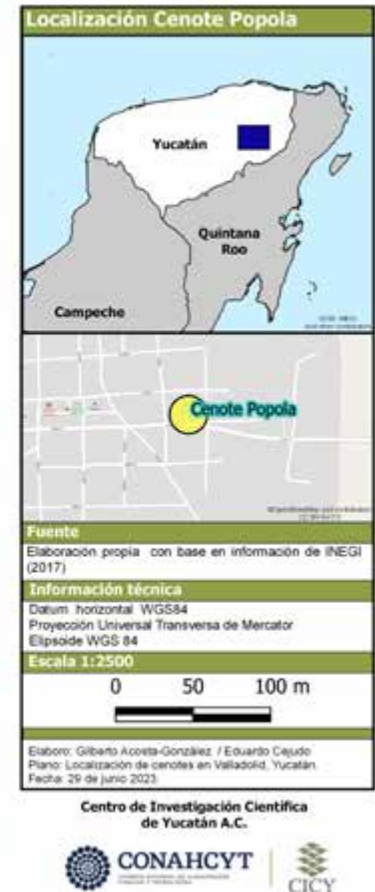 Localización Cenote Popola
Yucatán
Quintana
Roo
Campeche
Cenote Popola
Fuente
Elaboración propia con base en información de INEGI
(2017)
Información técnica
Datum horizontal WGS84
Proyección Universal Transversa de Mercator
Elipsoide WGS 84
Escala 1:2500
0 50 100 m
Elaboro: Gilberto Acosta-González / Eduardo Cejudo
Plano: Localización de cenotes en Valladolid, Yucatán.
Fecha: 29 de junio 2023
Centro de Investigación Científica
de Yucatán A.C.
CONAHCYT
CICY